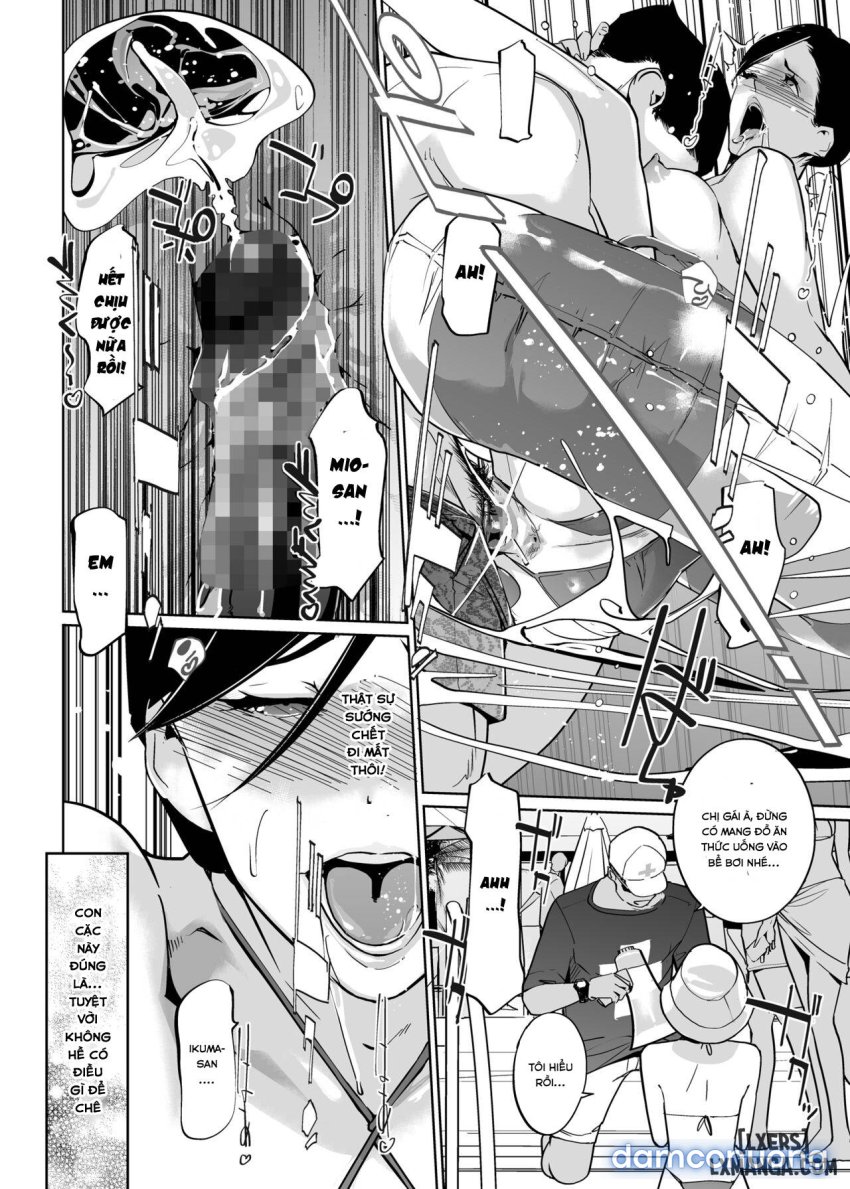 AH!
AH!
MIO-
SAN
...!
HẾT
CHỊU
ĐƯỢC
NỮA
RỒI!
EM
...
CHỊ GÁI À, ĐỪNG
CÓ MANG ĐỒ ĂN
THỨC UỐNG VÀO
BỂ BƠI NHÉ...
TÔI HIỂU
RỒI...
AHH
...!
THẬT SỰ
SƯỚNG
CHẾT
ĐI MẤT
THÔI!
IKUMA-
SAN
....
CON
CẶC NÀY
ĐÚNG
LÀ...
TUYỆT
VỜI
KHÔNG
HỀ CÓ
ĐIỀU
GÌ ĐỂ
CHÊ
[LXERS]
LXMANGA.COM